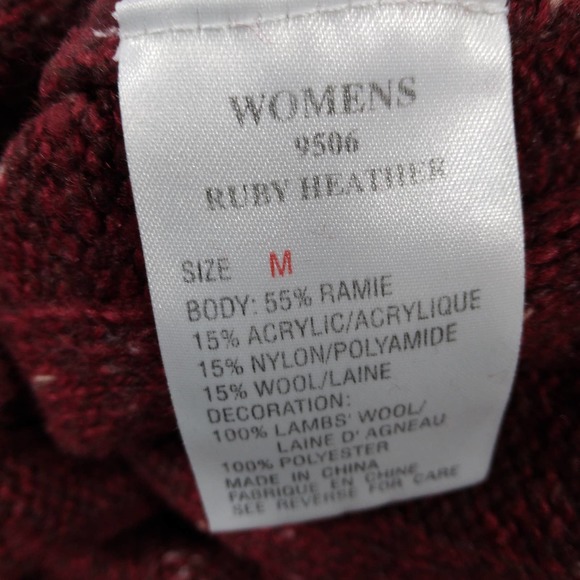 WOMENS
9506
RUBY HEATHER
SIZE M
BODY: 55% RAMIE
15% ACRYLIC/ACRYLIQUE
15% NYLON/POLYAMIDE
15% WOOL/LAINE
DECORATION:
100% LAMBS' WOOL/
LAINE D' AGNEAU
100% POLYESTER
MADE IN CHINA
FABRIQUE EN CHINE
SEE REVERSE FOR CARE